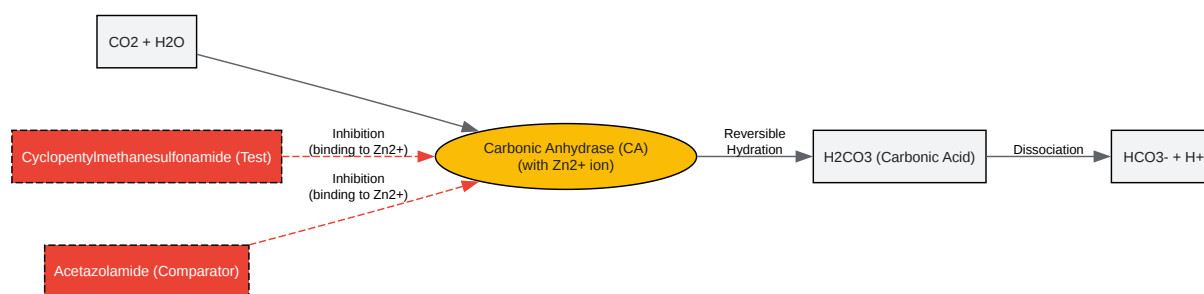 CO2 + H2O
Cyclopentylmethanesulfonamide (Test)
Inhibition
(binding to Zn2+)
Inhibition
(binding to Zn2+)
Acetazolamide (Comparator)
Carbonic Anhydrase (CA)
(with Zn2+ ion)
Reversible
Hydration
H2CO3 (Carbonic Acid)
Dissociation
HCO3- + H+